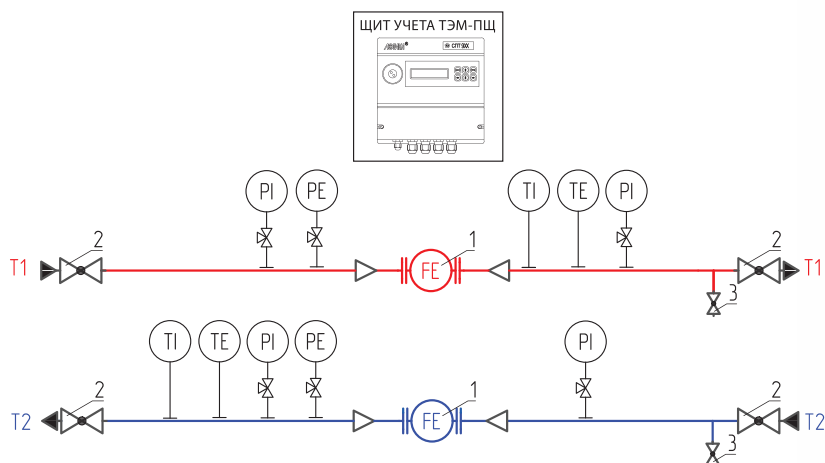 ЩИТ УЧЕТА ТЭМ-ПЩ
PI PE TI TE PI
2 1 2
T1 FE T1
3
TI TE PI PE PI
2 1 2
T2 FE T2
3